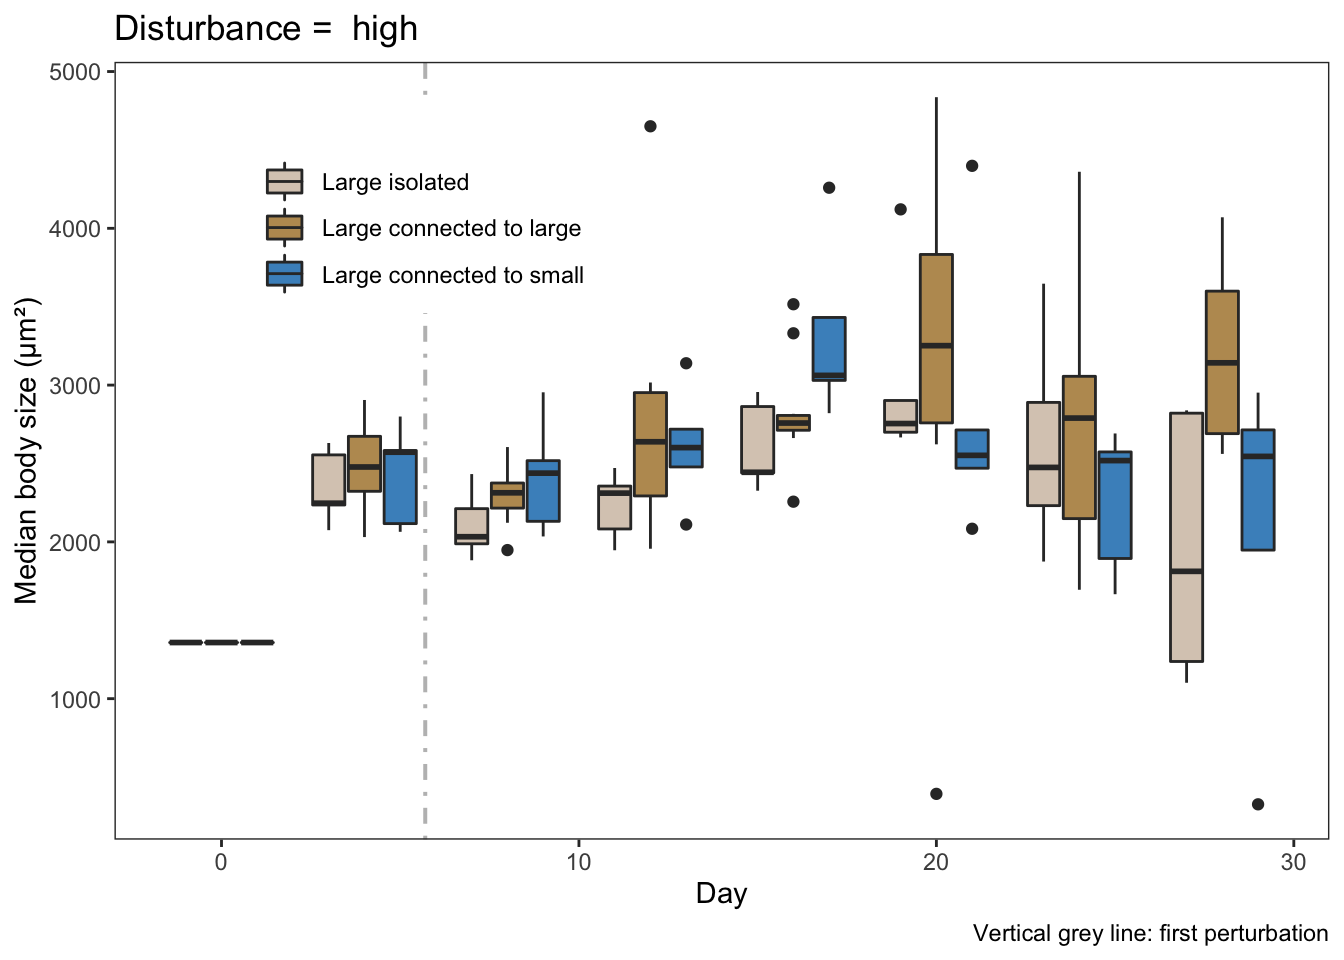 Disturbance =  high
5000
4000
3000
2000
1000
Median body size (μm²)
Large isolated
Large connected to large
Large connected to small
0
10
20
30
Day
Vertical grey line: first perturbation